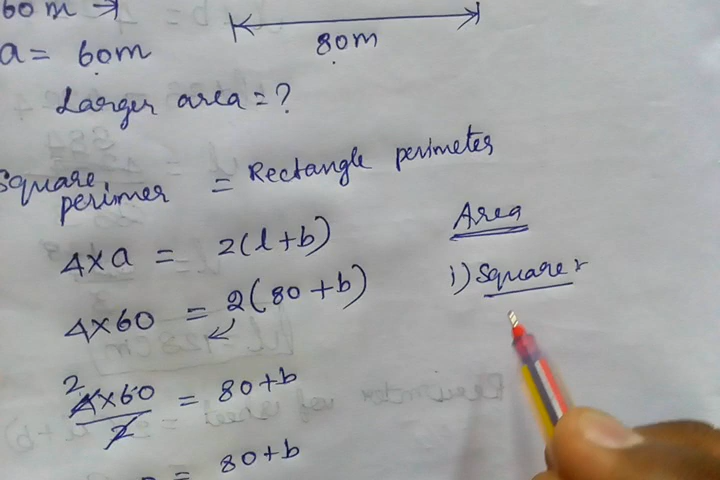 60m
80m
a = 60m
Larger area = ?
Square perimer = Rectangle perimeter
4×a = 2(l+b)
4×60 = 2(80+b)
2
4×60/2 = 80+b
= 80+b
Area
i) Square :